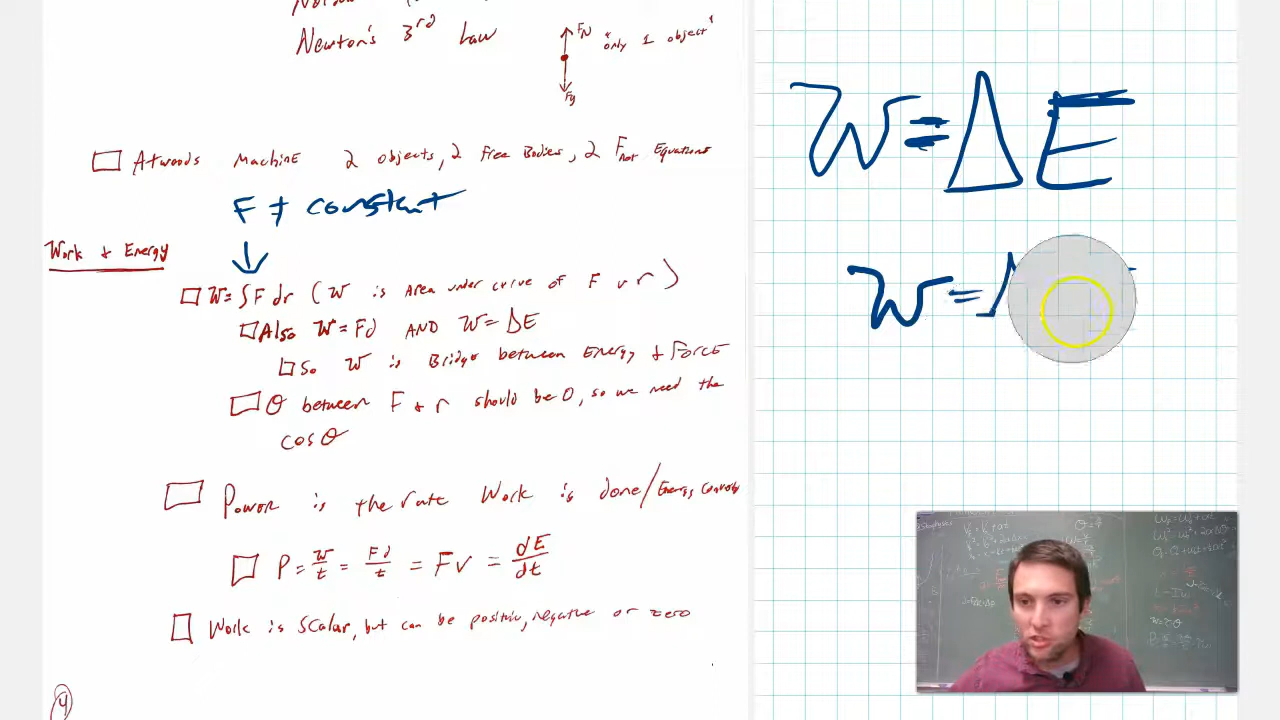 Newton's 3rd Law
FN
"only 1 object"
Fg
Atwoods Machine 2 objects, 2 Free Bodies, 2 Fnet Equations
F ≠ constant
Work & Energy
W = ∫F dr (W is Area under curve of F v r)
Also W = Fd AND W = ΔE
So W is Bridge between Energy & Force
θ between F & r should be 0, so we need the
cos θ
Power is the rate Work is done/Energy
P = W/t = Fd/t = Fv = dE/dt
Work is scalar, but can be positive, negative or zero
4
W = ΔE
W =